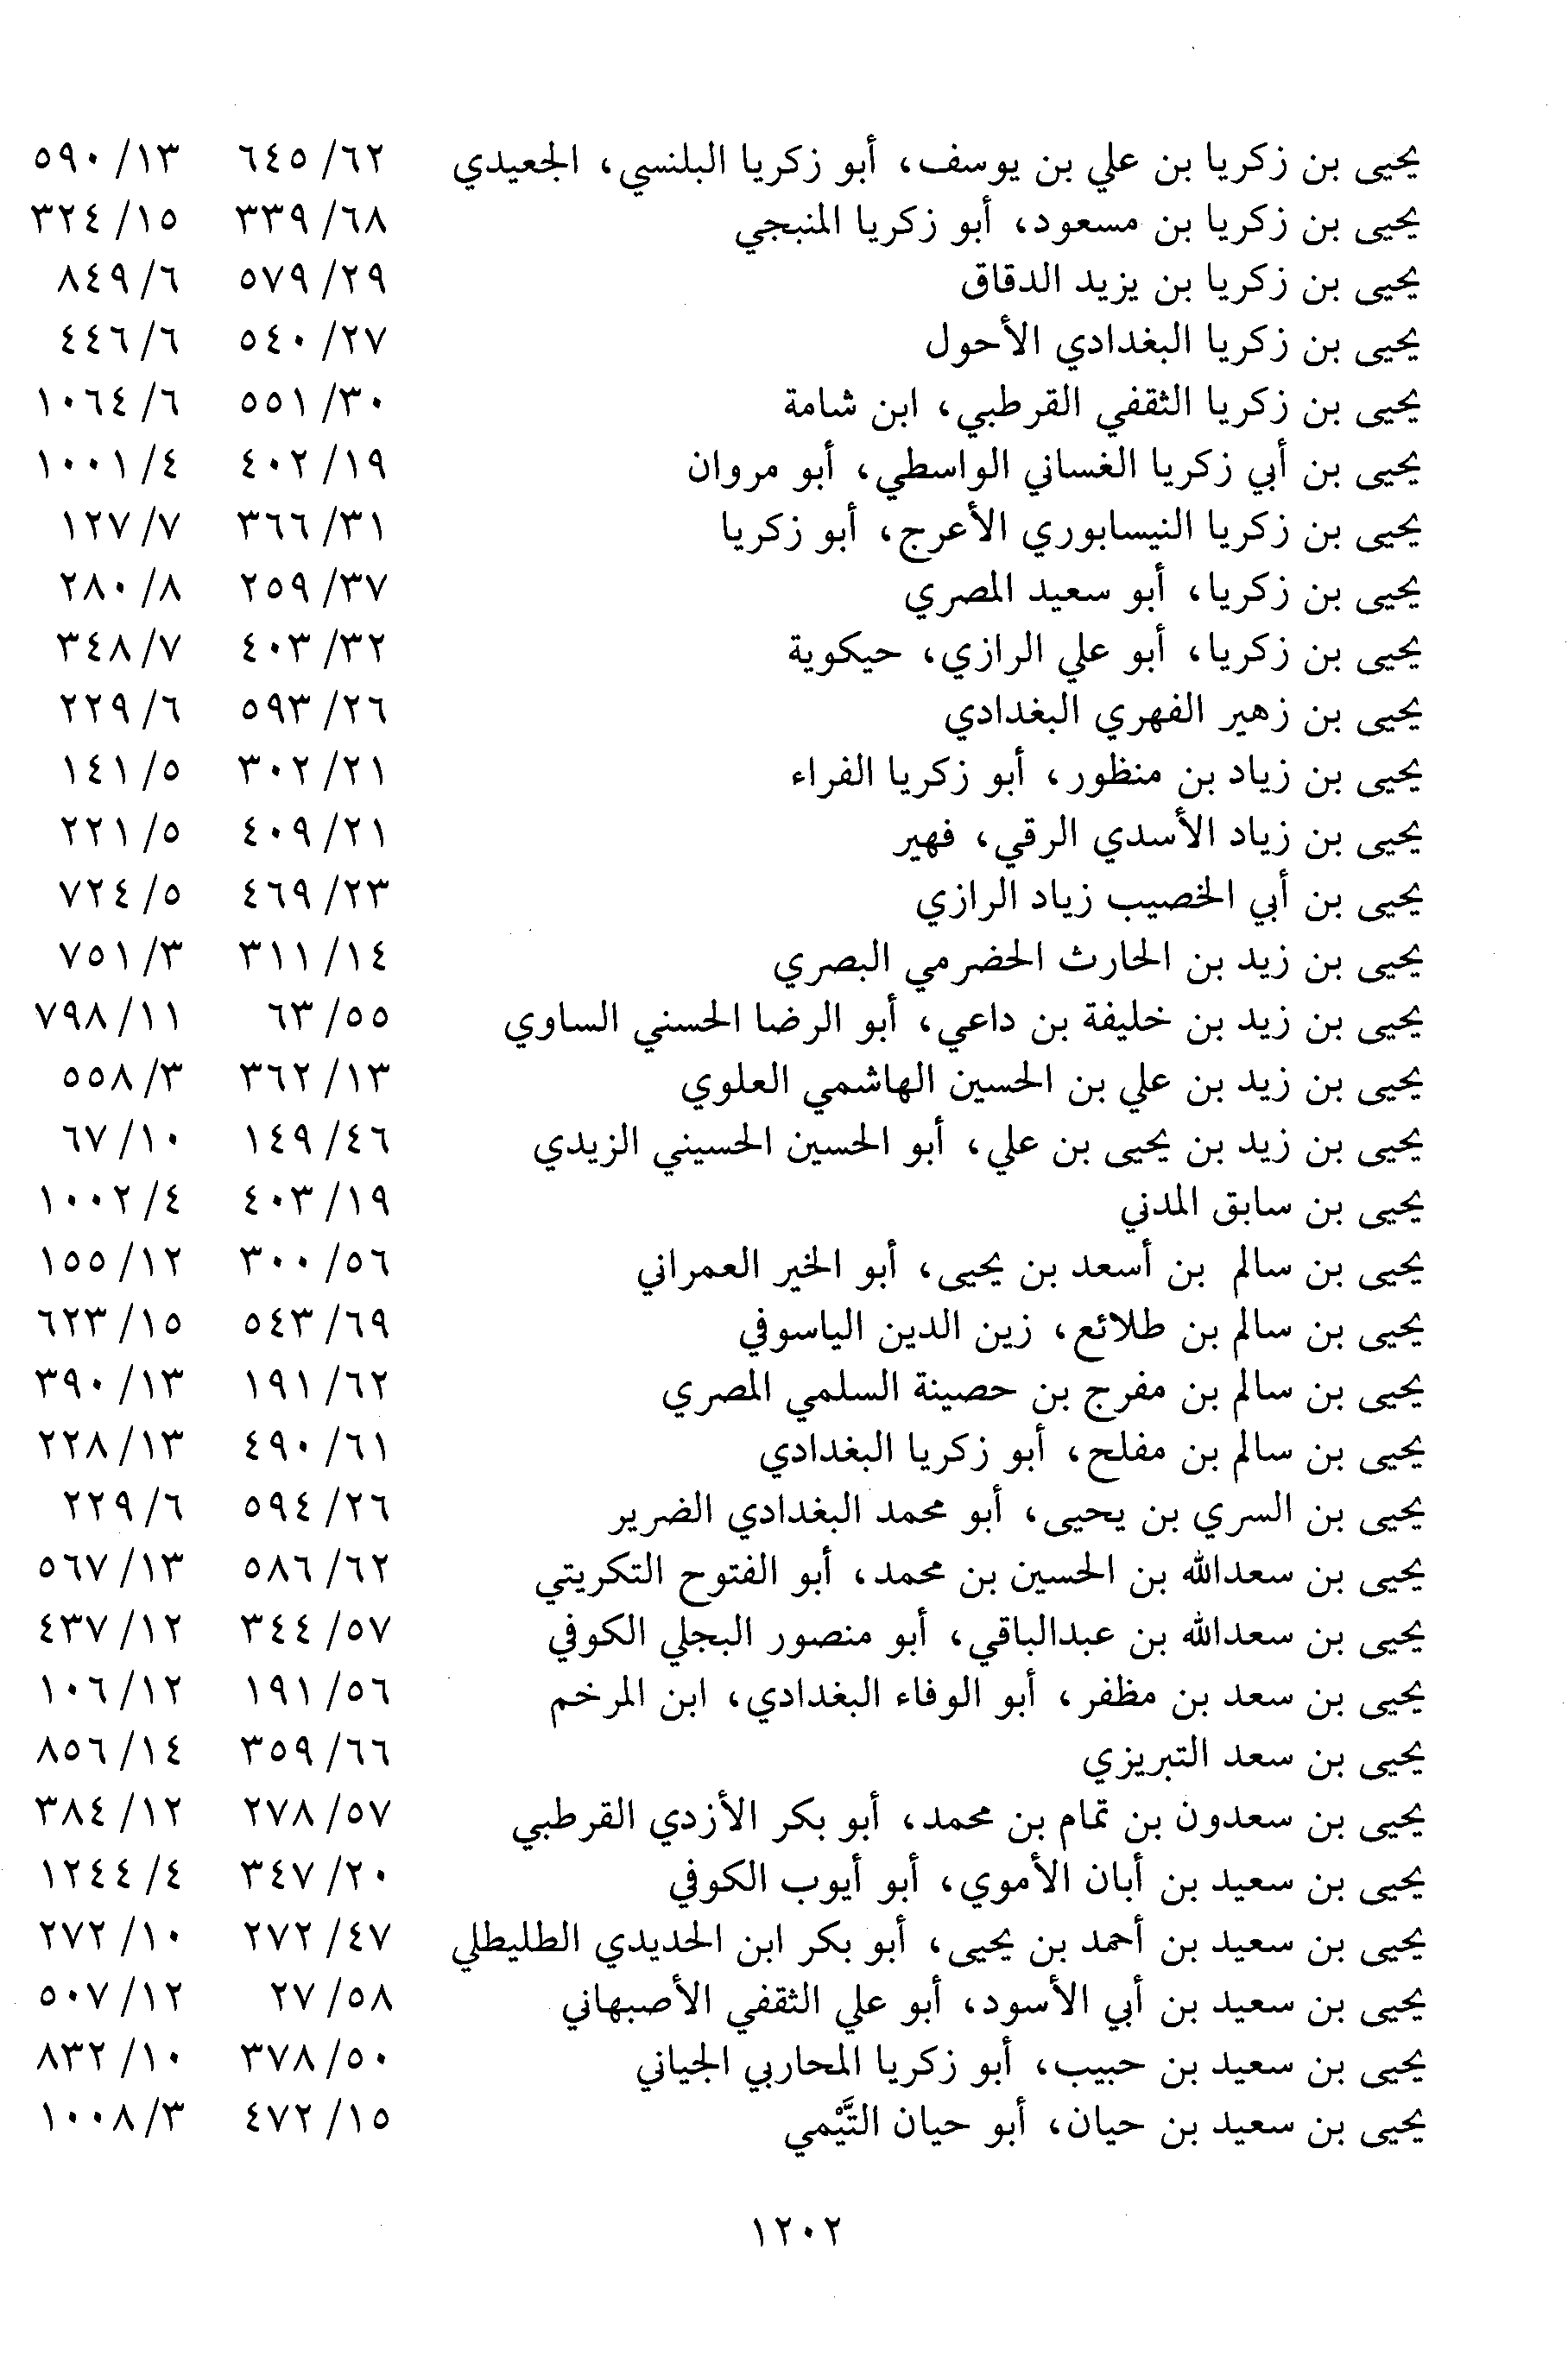 يحيى بن زكريا بن علي بن يوسف، أبو زكريا البلنسي، الجعيدي ٦٢/ ٦٤٥ ١٣/ ٥٩٠
يحيى بن زكريا بن مسعود، أبو زكريا المنبجي ٦٨/ ٣٣٩ ١٥/ ٣٢٤
يحيى بن زكريا بن يزيد الدقاق ٢٩/ ٥٧٩ ٦/ ٨٤٩
يحيى بن زكريا البغدادي الأحول ٢٧/ ٥٤٠ ٦/ ٤٤٦
يحيى بن زكريا الثقفي القرطبي، ابن شامة ٣٠/ ٥٥١ ٦/ ١٠٦٤
يحيى بن أبي زكريا الغساني الواسطي، أبو مروان ١٩/ ٤٠٢ ٤/ ١٠٠١
يحيى بن زكريا النيسابوري الأعرج، أبو زكريا ٣١/ ٣٦٦ ٧/ ١٢٧
يحيى بن زكريا، أبو سعيد المصري ٣٧/ ٢٥٩ ٨/ ٢٨٠
يحيى بن زكريا، أبو علي الرازي، حيكوية ٣٢/ ٤٠٣ ٧/ ٣٤٨
يحيى بن زهير الفهري البغدادي ٢٦/ ٥٩٣ ٦/ ٢٢٩
يحيى بن زياد بن منظور، أبو زكريا الفراء ٢١/ ٣٠٢ ٥/ ١٤١
يحيى بن زياد الأسدي الرقي، فهير ٢١/ ٤٠٩ ٥/ ٢٢١
يحيى بن أبي الخصيب زياد الرازي ٢٣/ ٤٦٩ ٥/ ٧٢٤
يحيى بن زيد بن الحارث الحضرمي البصري ١٤/ ٣١١ ٣/ ٧٥١
يحيى بن زيد بن خليفة بن داعي، أبو الرضا الحسني الساوي ٥٥/ ٦٣ ١١/ ٧٩٨
يحيى بن زيد بن علي بن الحسين الهاشمي العلوي ١٣/ ٣٦٢ ٣/ ٥٥٨
يحيى بن زيد بن يحيى بن علي، أبو الحسين الحسيني الزيدي ٤٦/ ١٤٩ ١٠/ ٦٧
يحيى بن سابق المدني ١٩/ ٤٠٣ ٤/ ١٠٠٢
يحيى بن سالم بن أسعد بن يحيى، أبو الخير العمراني ٥٦/ ٣٠٠ ١٢/ ١٥٥
يحيى بن سالم بن طلائع، زين الدين الياسوفي ٦٩/ ٥٤٣ ١٥/ ٦٢٣
يحيى بن سالم بن مفرج بن حصينة السلمي المصري ٦٢/ ١٩١ ١٣/ ٣٩٠
يحيى بن سالم بن مفلح، أبو زكريا البغدادي ٦١/ ٤٩٠ ١٣/ ٢٢٨
يحيى بن السري بن يحيى، أبو محمد البغدادي الضرير ٢٦/ ٥٩٤ ٦/ ٢٢٩
يحيى بن سعدالله بن الحسين بن محمد، أبو الفتوح التكريتي ٦٢/ ٥٨٦ ١٣/ ٥٦٧
يحيى بن سعدالله بن عبدالباقي، أبو منصور البجلي الكوفي ٥٧/ ٣٤٤ ١٢/ ٤٣٧
يحيى بن سعد بن مظفر، أبو الوفاء البغدادي، ابن المرخم ٥٦/ ١٩١ ١٢/ ١٠٦
يحيى بن سعد التبريزي ٦٦/ ٣٥٩ ١٤/ ٨٥٦
يحيى بن سعدون بن تمام بن محمد، أبو بكر الأزدي القرطبي ٥٧/ ٢٧٨ ١٢/ ٣٨٤
يحيى بن سعيد بن أبان الأموي، أبو أيوب الكوفي ٢٠/ ٣٤٧ ٤/ ١٢٤٤
يحيى بن سعيد بن أحمد بن يحيى، أبو بكر ابن الحديدي الطليطلي ٤٧/ ٢٧٢ ١٠/ ٢٧٢
يحيى بن سعيد بن أبي الأسود، أبو علي الثقفي الأصبهاني ٥٨/ ٢٧ ١٢/ ٥٠٧
يحيى بن سعيد بن حبيب، أبو زكريا المحاربي الجياني ٥٠/ ٣٧٨ ١٠/ ٨٣٢
يحيى بن سعيد بن حيان، أبو حيان التَّيْمي ١٥/ ٤٧٢ ٣/ ١٠٠٨
١٢٠٢